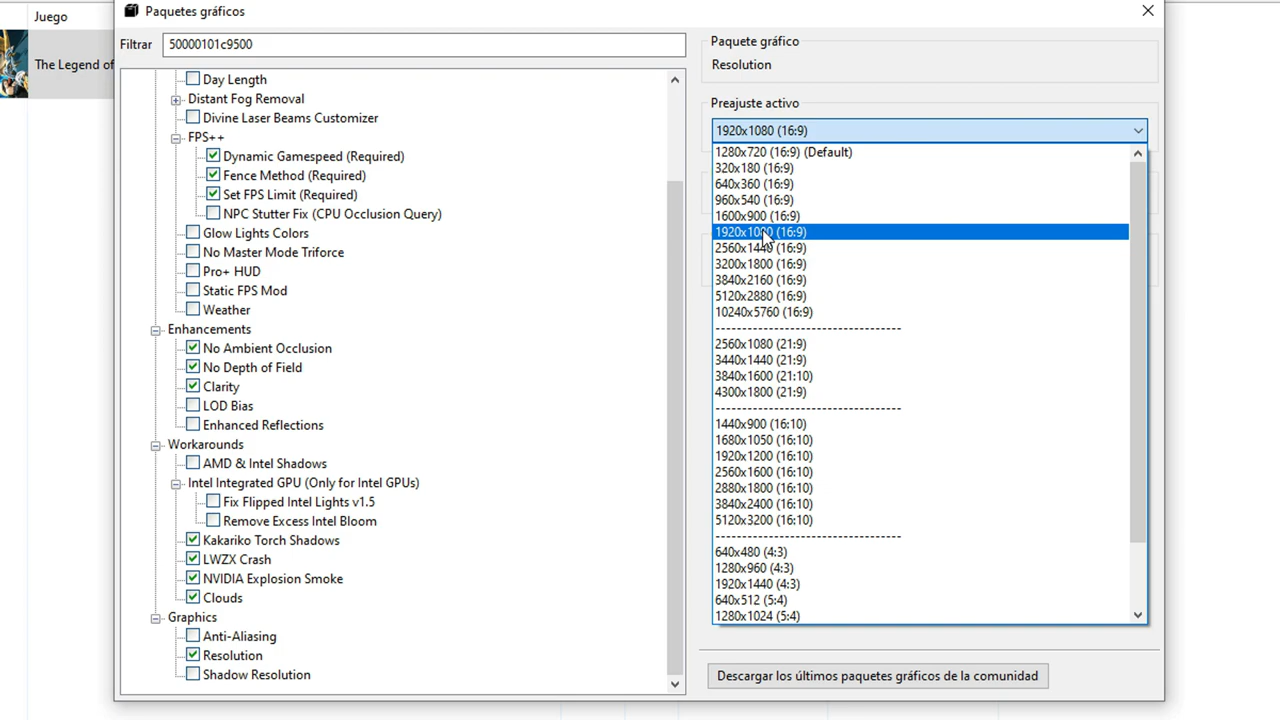 Juego
The Legend of
Paquetes gráficos
Filtrar
50000101c9500
Day Length
Distant Fog Removal
Divine Laser Beams Customizer
FPS++
Dynamic Gamespeed (Required)
Fence Method (Required)
Set FPS Limit (Required)
NPC Stutter Fix (CPU Occlusion Query)
Glow Lights Colors
No Master Mode Triforce
Pro+ HUD
Static FPS Mod
Weather
Enhancements
No Ambient Occlusion
No Depth of Field
Clarity
LOD Bias
Enhanced Reflections
Workarounds
AMD & Intel Shadows
Intel Integrated GPU (Only for Intel GPUs)
Fix Flipped Intel Lights v1.5
Remove Excess Intel Bloom
Kakariko Torch Shadows
LWZX Crash
NVIDIA Explosion Smoke
Clouds
Graphics
Anti-Aliasing
Resolution
Shadow Resolution
Paquete gráfico
Resolution
Preajuste activo
1920x1080 (16:9)
1280x720 (16:9) (Default)
320x180 (16:9)
640x360 (16:9)
960x540 (16:9)
1600x900 (16:9)
1920x1080 (16:9)
2560x1440 (16:9)
3200x1800 (16:9)
3840x2160 (16:9)
5120x2880 (16:9)
10240x5760 (16:9)
----------------------------------
2560x1080 (21:9)
3440x1440 (21:9)
3840x1600 (21:10)
4300x1800 (21:9)
----------------------------------
1440x900 (16:10)
1680x1050 (16:10)
1920x1200 (16:10)
2560x1600 (16:10)
2880x1800 (16:10)
3840x2400 (16:10)
5120x3200 (16:10)
----------------------------------
640x480 (4:3)
1280x960 (4:3)
1920x1440 (4:3)
640x512 (5:4)
1280x1024 (5:4)
Descargar los últimos paquetes gráficos de la comunidad